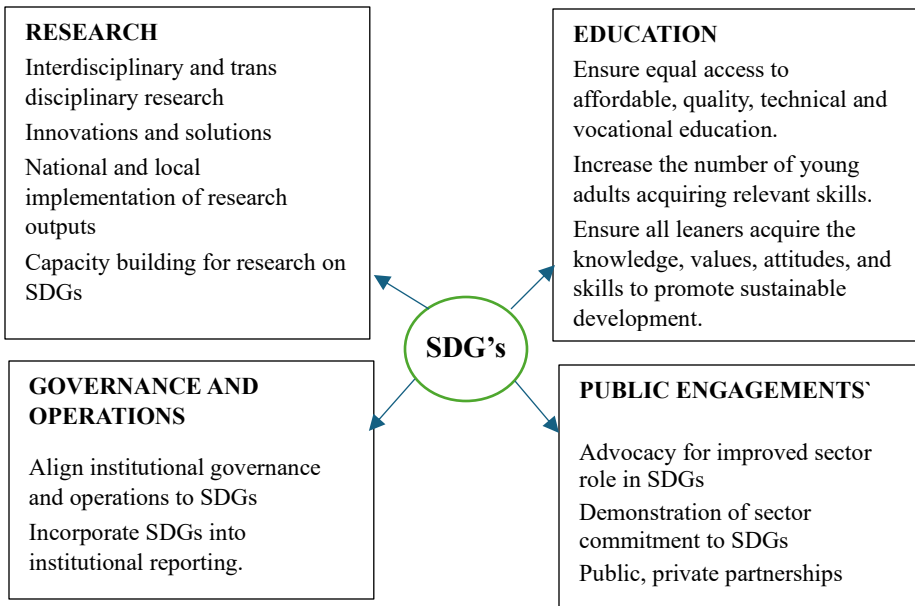 RESEARCH
Interdisciplinary and trans
disciplinary research
Innovations and solutions
National and local
implementation of research
outputs
Capacity building for research on
SDGs
EDUCATION
Ensure equal access to
affordable, quality, technical and
vocational education.
Increase the number of young
adults acquiring relevant skills.
Ensure all leaners acquire the
knowledge, values, attitudes, and
skills to promote sustainable
development.
SDG’s
GOVERNANCE AND
OPERATIONS
Align institutional governance
and operations to SDGs
Incorporate SDGs into
institutional reporting.
PUBLIC ENGAGEMENTS`
Advocacy for improved sector
role in SDGs
Demonstration of sector
commitment to SDGs
Public, private partnerships